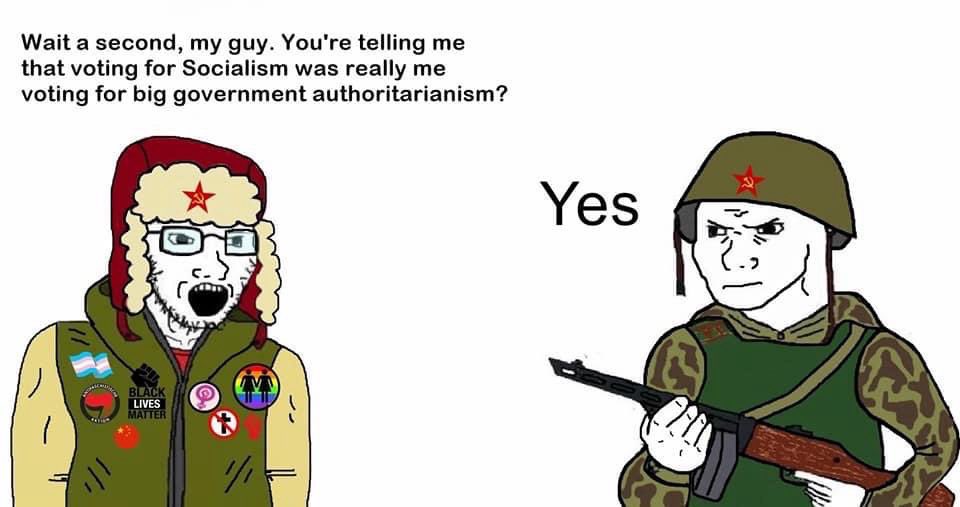 Wait a second, my guy. You're telling me
that voting for Socialism was really me
voting for big government authoritarianism?
Yes
BLACK
LIVES
MATTER